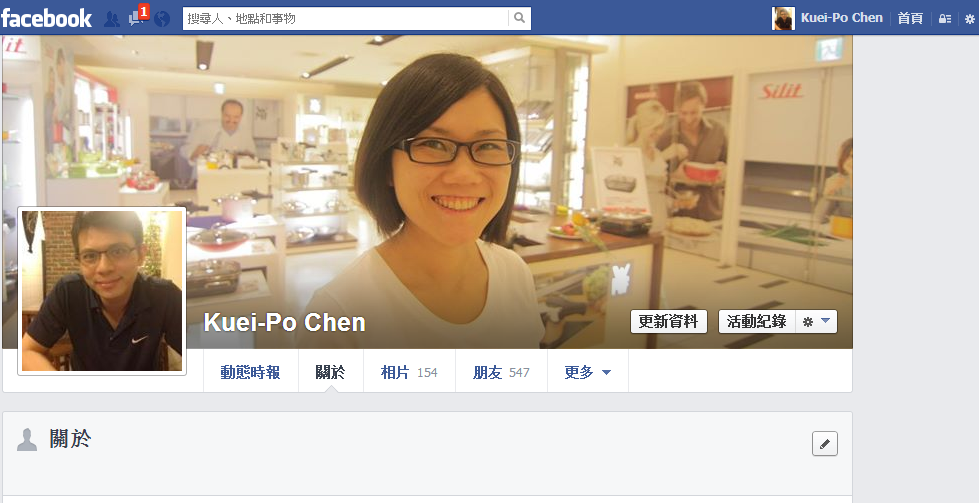 facebook
1
搜尋人、地點和事物
Kuei-Po Chen
首頁
Silit
Kuei-Po Chen
更新資料
活動紀錄
動態時報
關於
相片 154
朋友 547
更多
關於